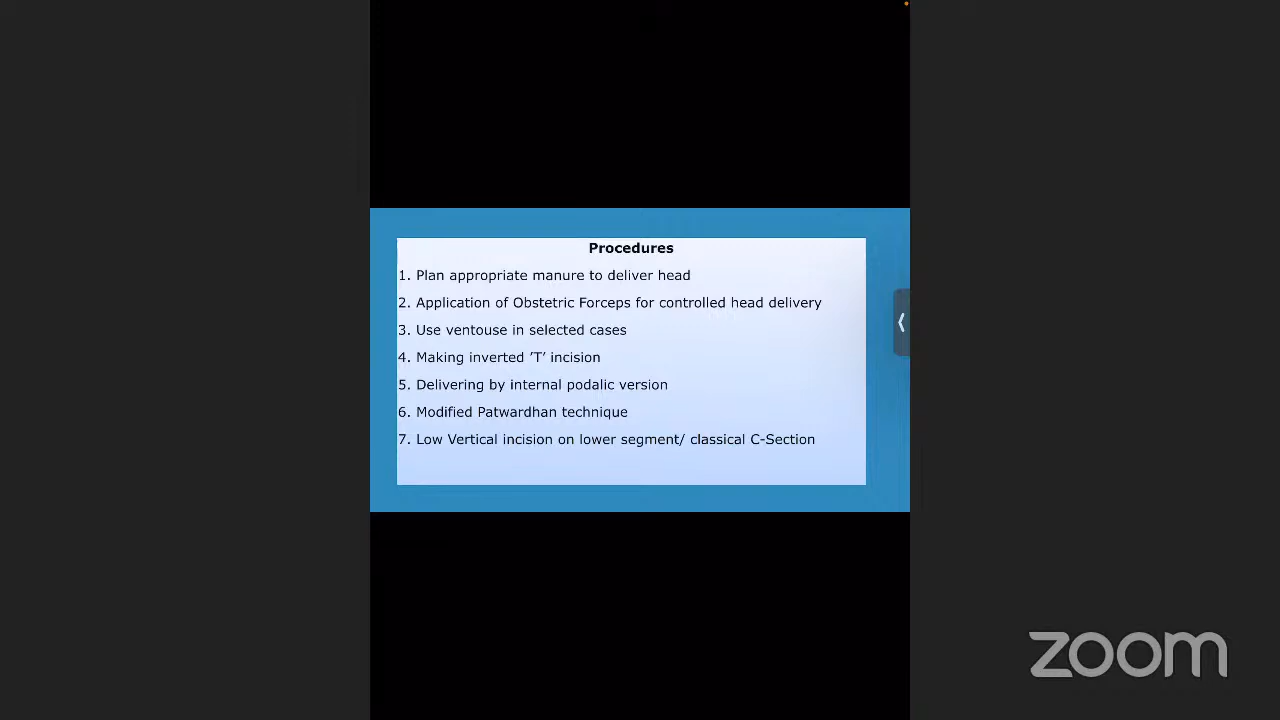 Procedures
1. Plan appropriate manure to deliver head
2. Application of Obstetric Forceps for controlled head delivery
3. Use ventouse in selected cases
4. Making inverted ‘T’ incision
5. Delivering by internal podalic version
6. Modified Patwardhan technique
7. Low Vertical incision on lower segment/ classical C-Section
zoom